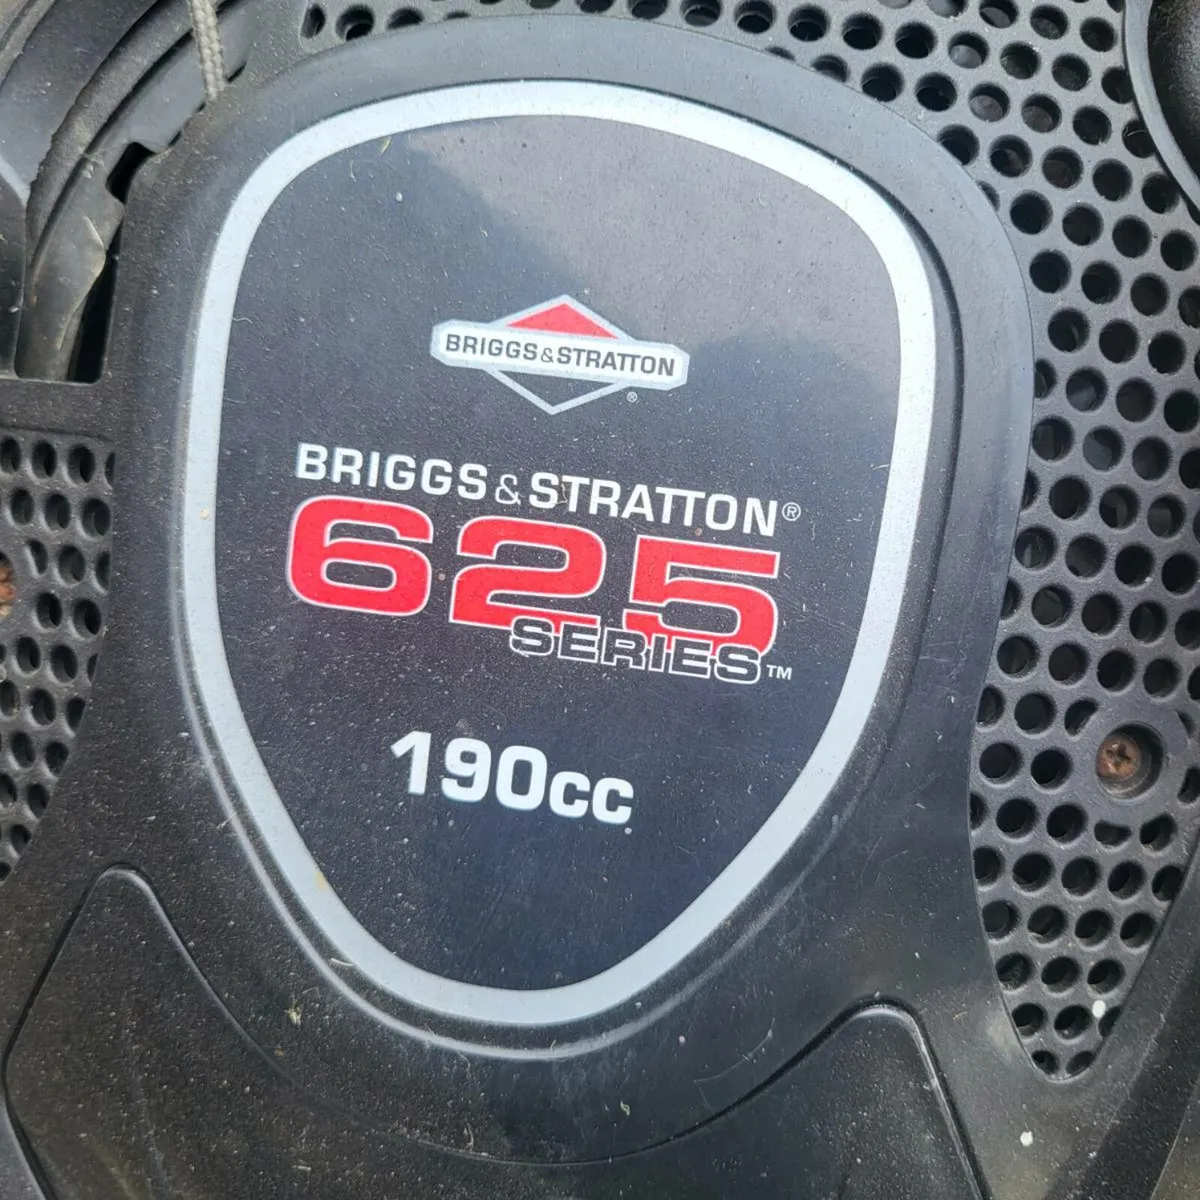 BRIGGS&STRATTON
®
BRIGGS & STRATTON®
625
SERIES™
190cc